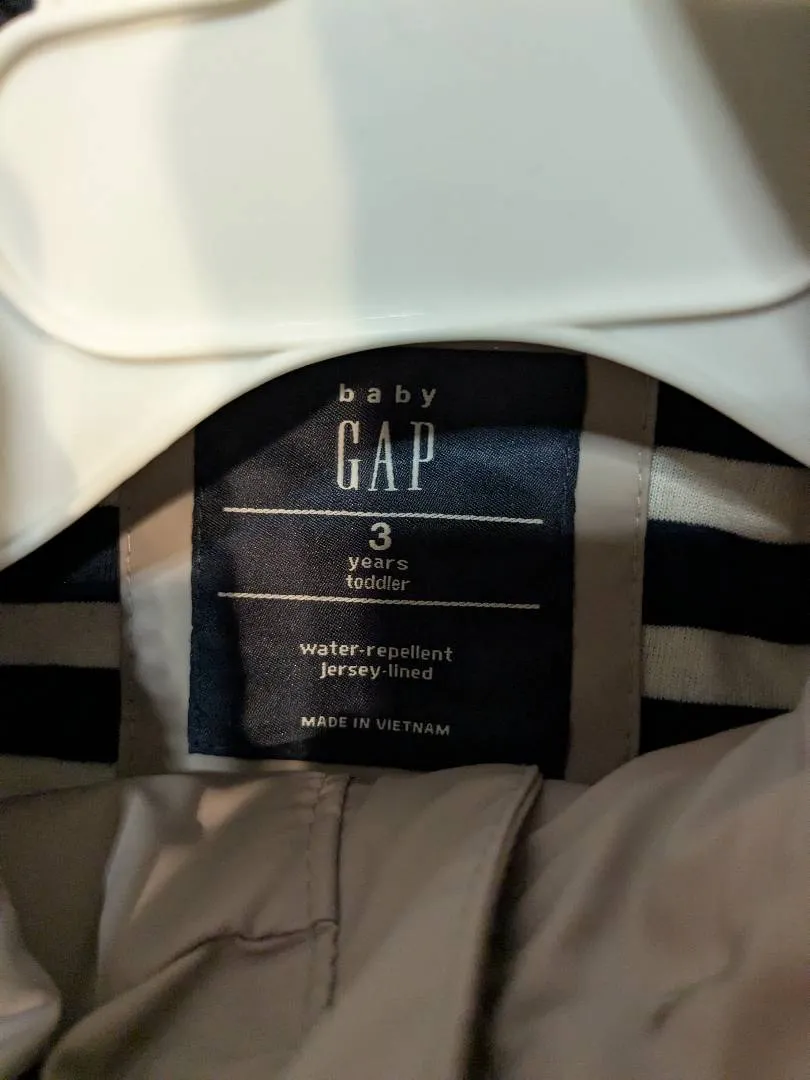 baby
GAP
3
years
toddler
water-repellent
jersey-lined
MADE IN VIETNAM